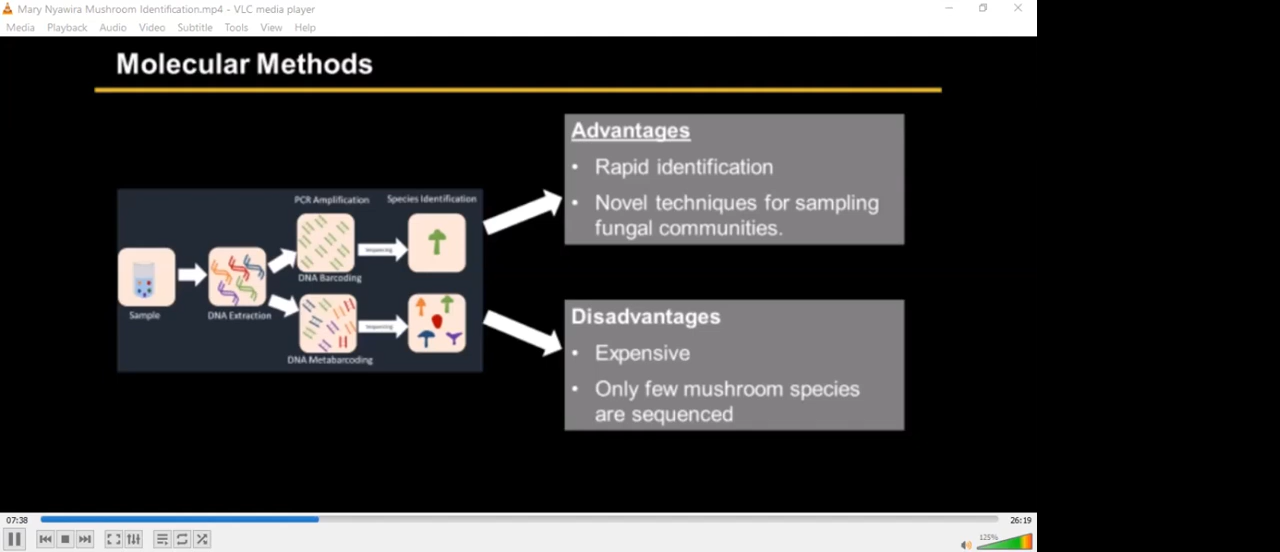 Mary Nyawira Mushroom Identification.mp4 - VLC media player
Media Playback Audio Video Subtitle Tools View Help
Molecular Methods
Advantages
• Rapid identification
• Novel techniques for sampling
fungal communities.
PCR Amplification Species Identification
Sequencing
DNA Barcoding
Sample DNA Extraction
Sequencing
DNA Metabarcoding
Disadvantages
• Expensive
• Only few mushroom species
are sequenced
07:38 26:19
125%